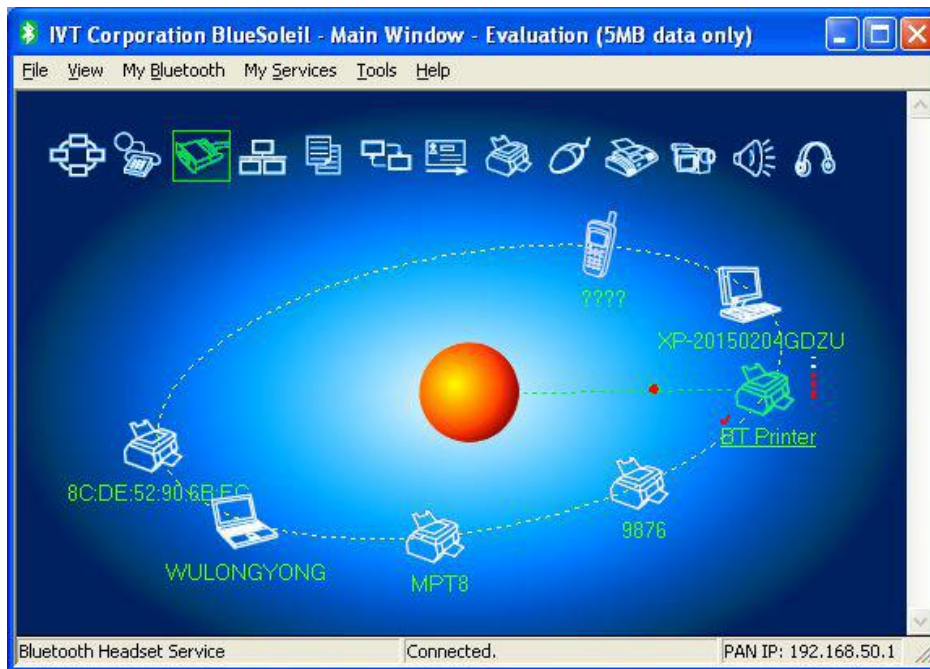 IVT Corporation BlueSoleil - Main Window - Evaluation (5MB data only)
File View My Bluetooth My Services Tools Help
????
XP-20150204GDZU
BT Printer
8C:DE:52:90:6B:EC
9876
WULONGYONG
MPT8
Bluetooth Headset Service Connected. PAN IP: 192.168.50.1